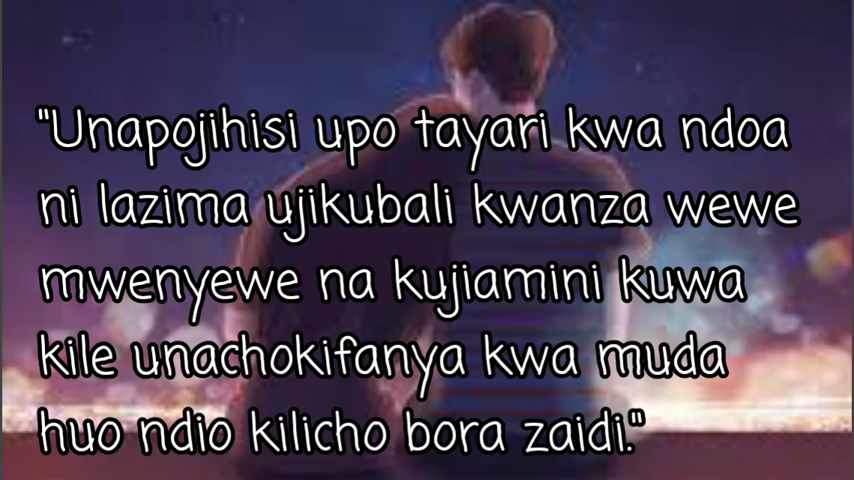 "Unapojihisi upo tayari kwa ndoa
ni lazima ujikubali kwanza wewe
mwenyewe na kujiamini kuwa
kile unachokifanya kwa muda
huo ndio kilicho bora zaidi."